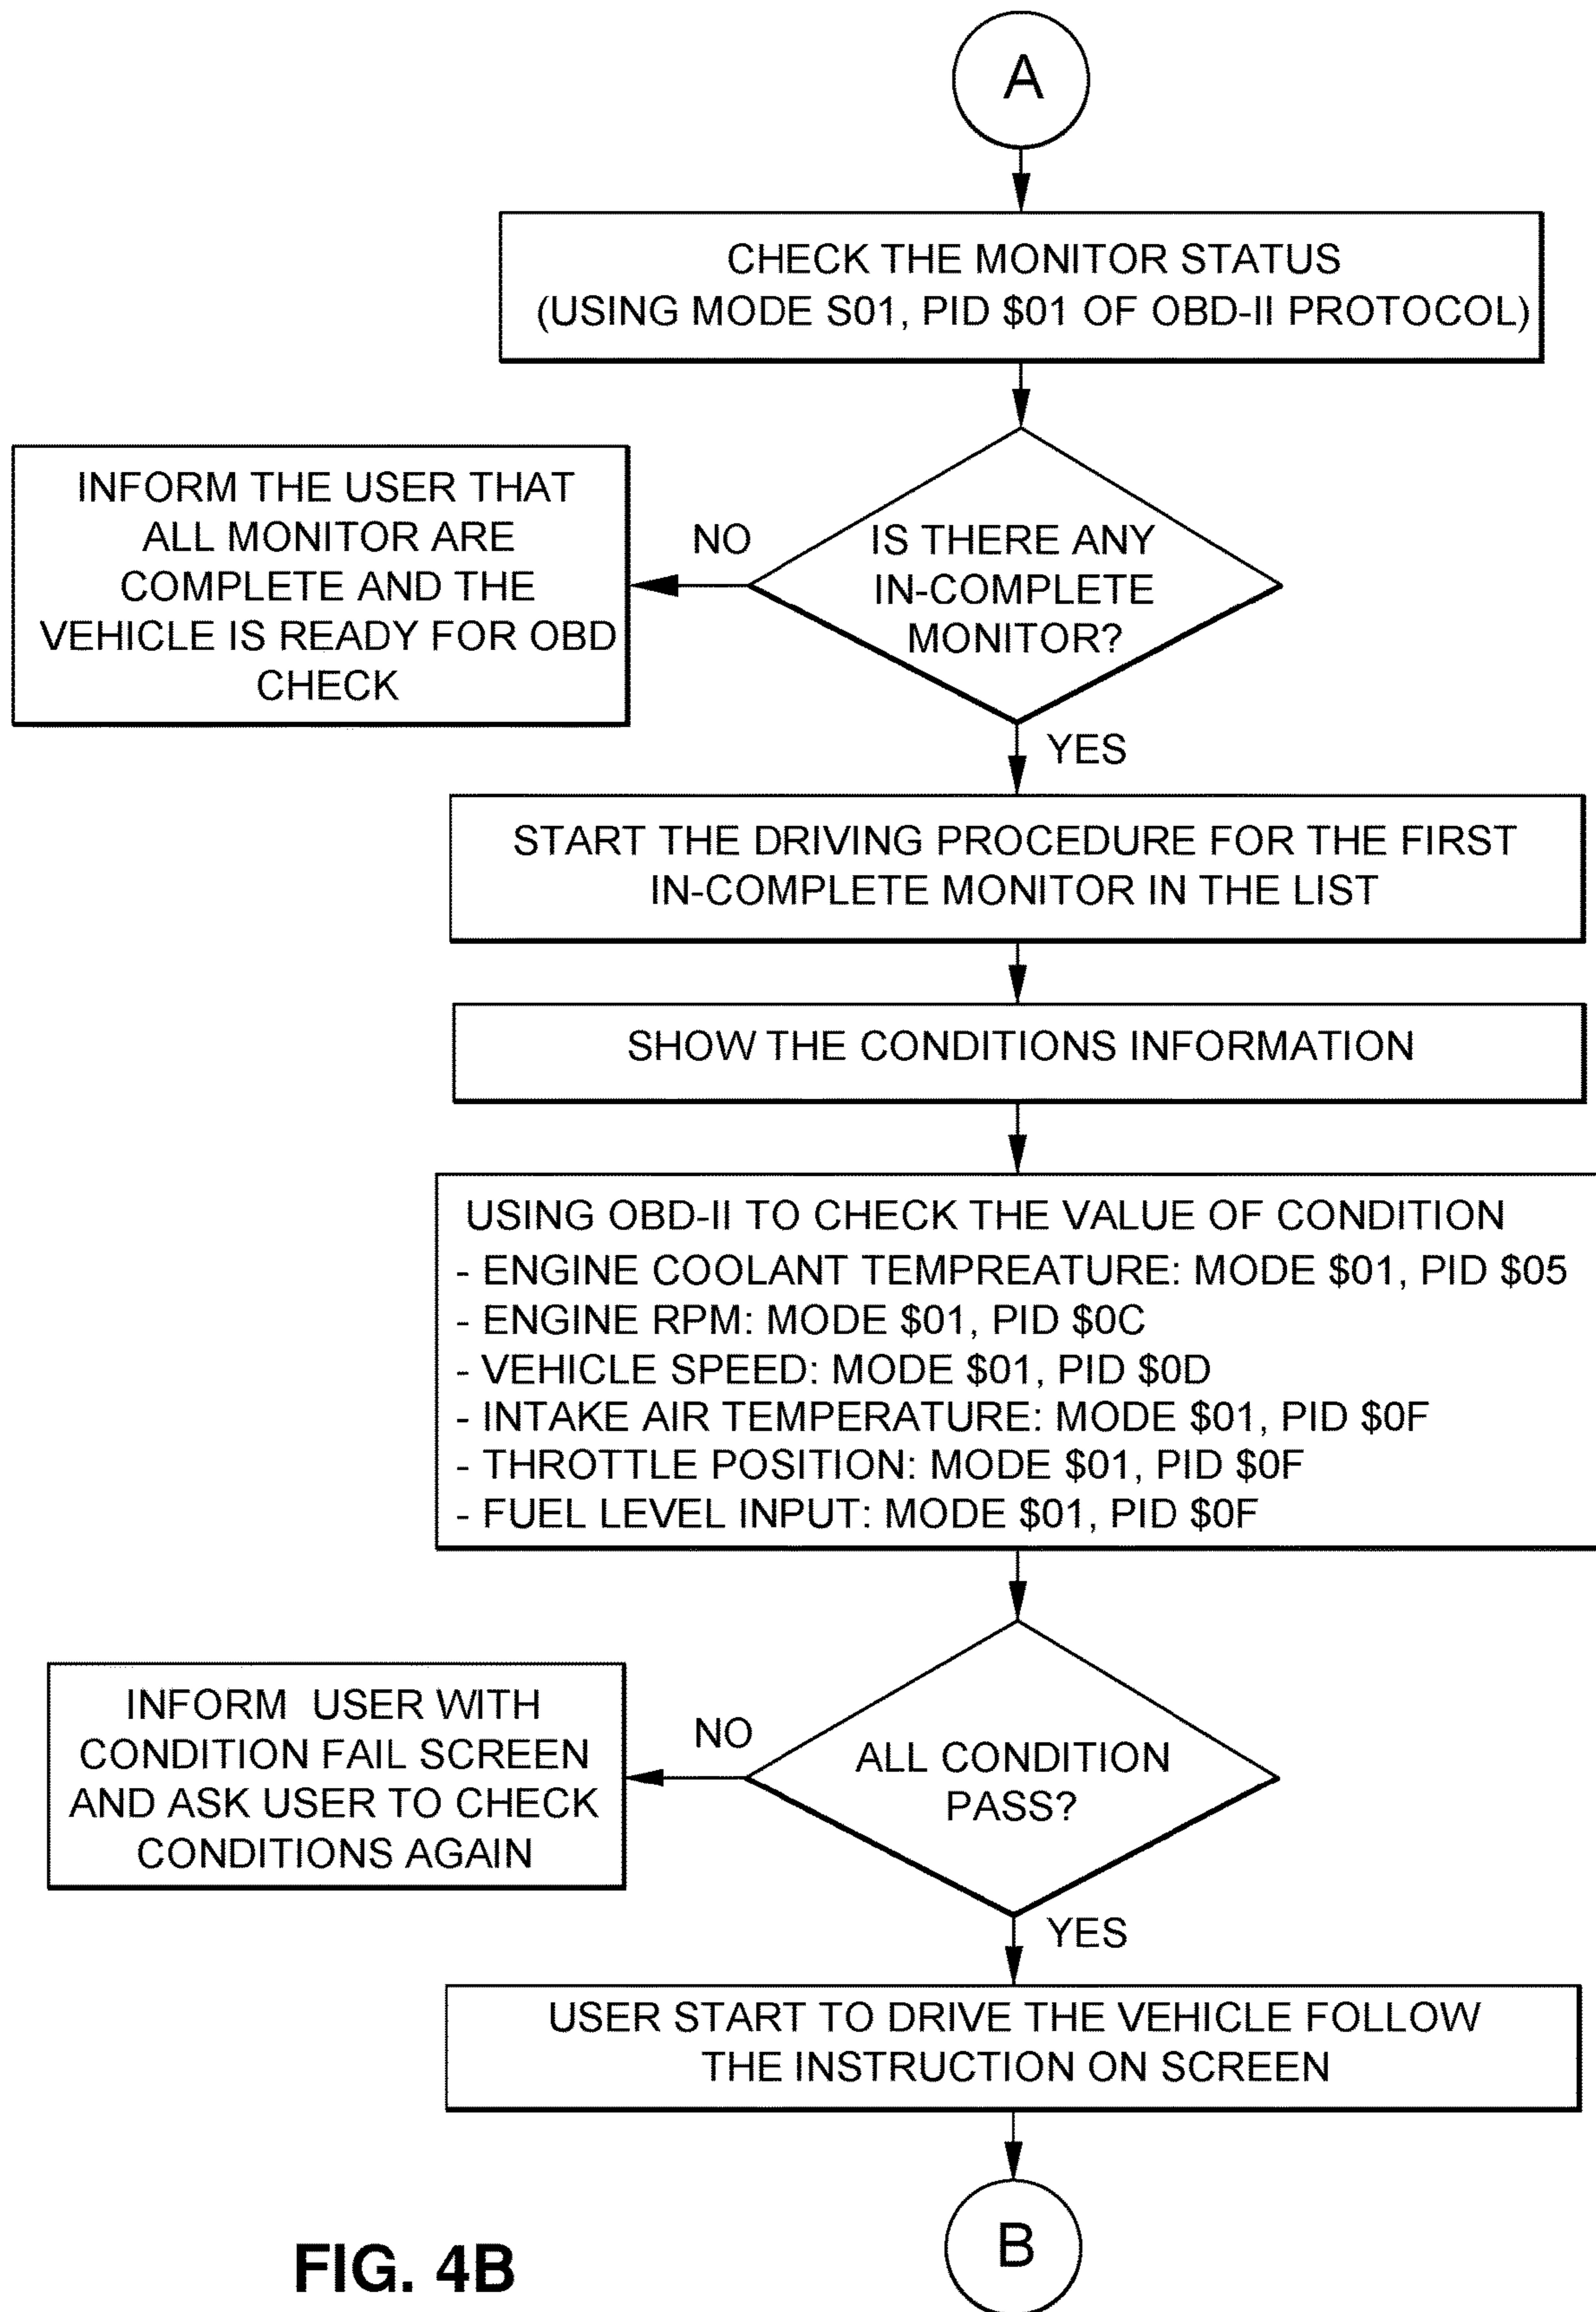 A
CHECK THE MONITOR STATUS
(USING MODE S01, PID $01 OF OBD-II PROTOCOL)
INFORM THE USER THAT
ALL MONITOR ARE
COMPLETE AND THE
VEHICLE IS READY FOR OBD
CHECK
NO
IS THERE ANY
IN-COMPLETE
MONITOR?
YES
START THE DRIVING PROCEDURE FOR THE FIRST
IN-COMPLETE MONITOR IN THE LIST
SHOW THE CONDITIONS INFORMATION
USING OBD-II TO CHECK THE VALUE OF CONDITION
- ENGINE COOLANT TEMPREATURE: MODE $01, PID $05
- ENGINE RPM: MODE $01, PID $0C
- VEHICLE SPEED: MODE $01, PID $0D
- INTAKE AIR TEMPERATURE: MODE $01, PID $0F
- THROTTLE POSITION: MODE $01, PID $0F
- FUEL LEVEL INPUT: MODE $01, PID $0F
INFORM USER WITH
CONDITION FAIL SCREEN
AND ASK USER TO CHECK
CONDITIONS AGAIN
NO
ALL CONDITION
PASS?
YES
USER START TO DRIVE THE VEHICLE FOLLOW
THE INSTRUCTION ON SCREEN
B
FIG. 4B